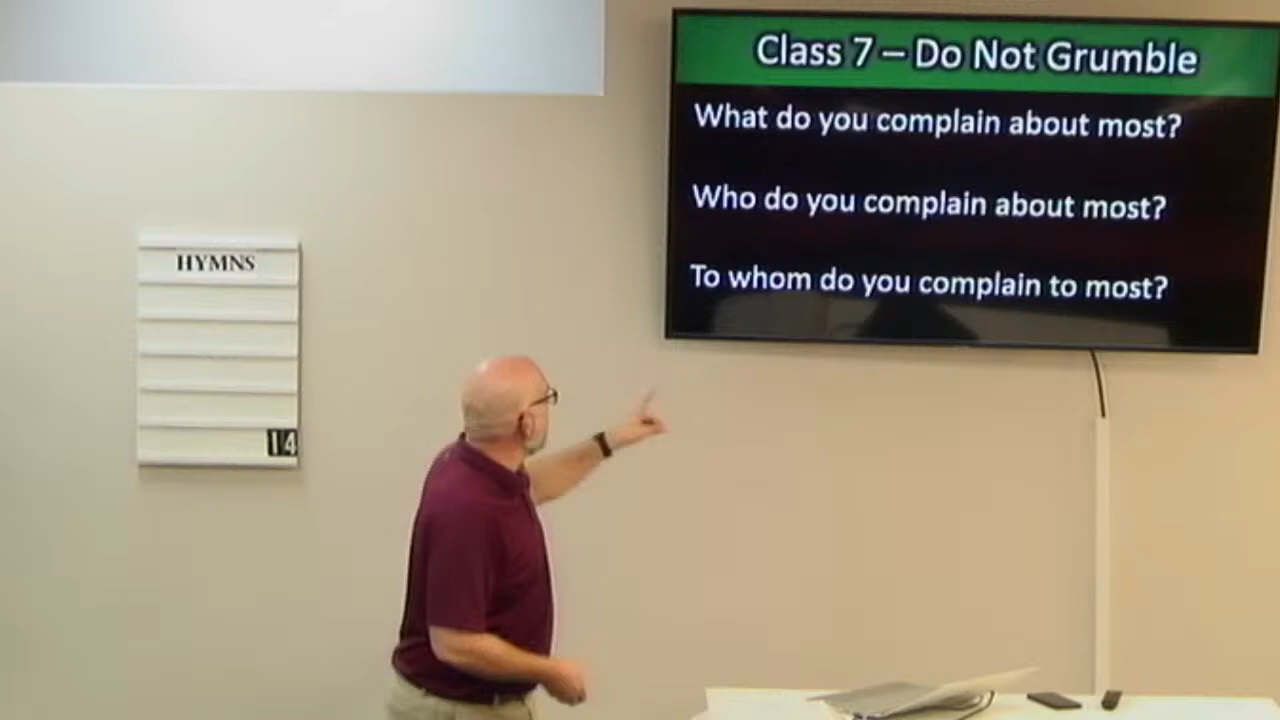 Class 7 – Do Not Grumble
What do you complain about most?
Who do you complain about most?
To whom do you complain to most?
HYMNS
14